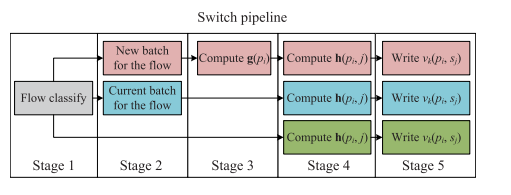 Switch pipeline
New batch
for the flow
Compute g(pᵢ)
Compute h(pᵢ, j)
Write vₖ(pᵢ, sⱼ)
Flow classify
Current batch
for the flow
Compute h(pᵢ, j)
Write vₖ(pᵢ, sⱼ)
Compute h(pᵢ, j)
Write vₖ(pᵢ, sⱼ)
Stage 1
Stage 2
Stage 3
Stage 4
Stage 5